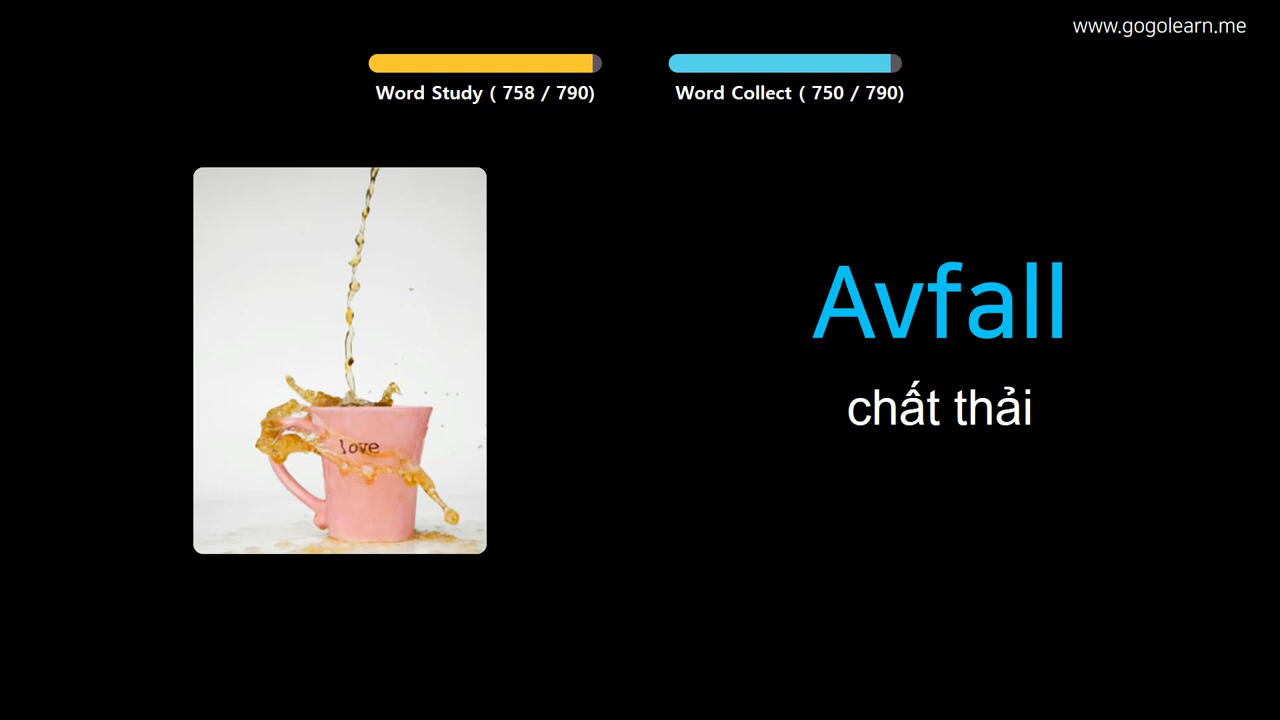 www.gogolearn.me
Word Study ( 758 / 790)
Word Collect ( 750 / 790)
Avfall
chất thải
love